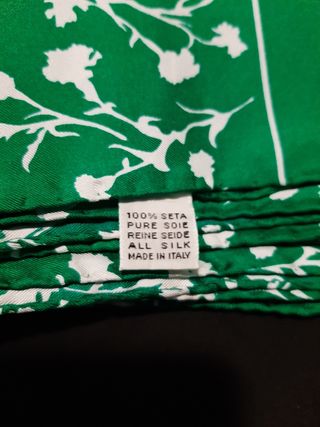 100% SETA
PURE SOIE
REINE SEIDE
ALL SILK
MADE IN ITALY